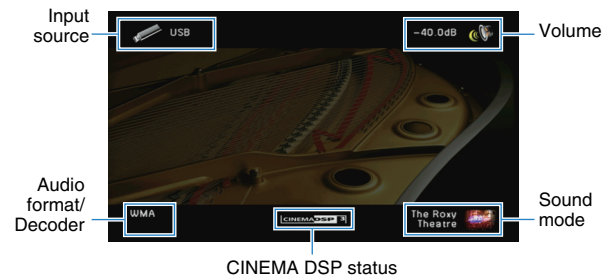 Input
source
USB
-40.0dB
Volume
Audio
format/
Decoder
WMA
CINEMA DSP 3
The Roxy
Theatre
Sound
mode
CINEMA DSP status